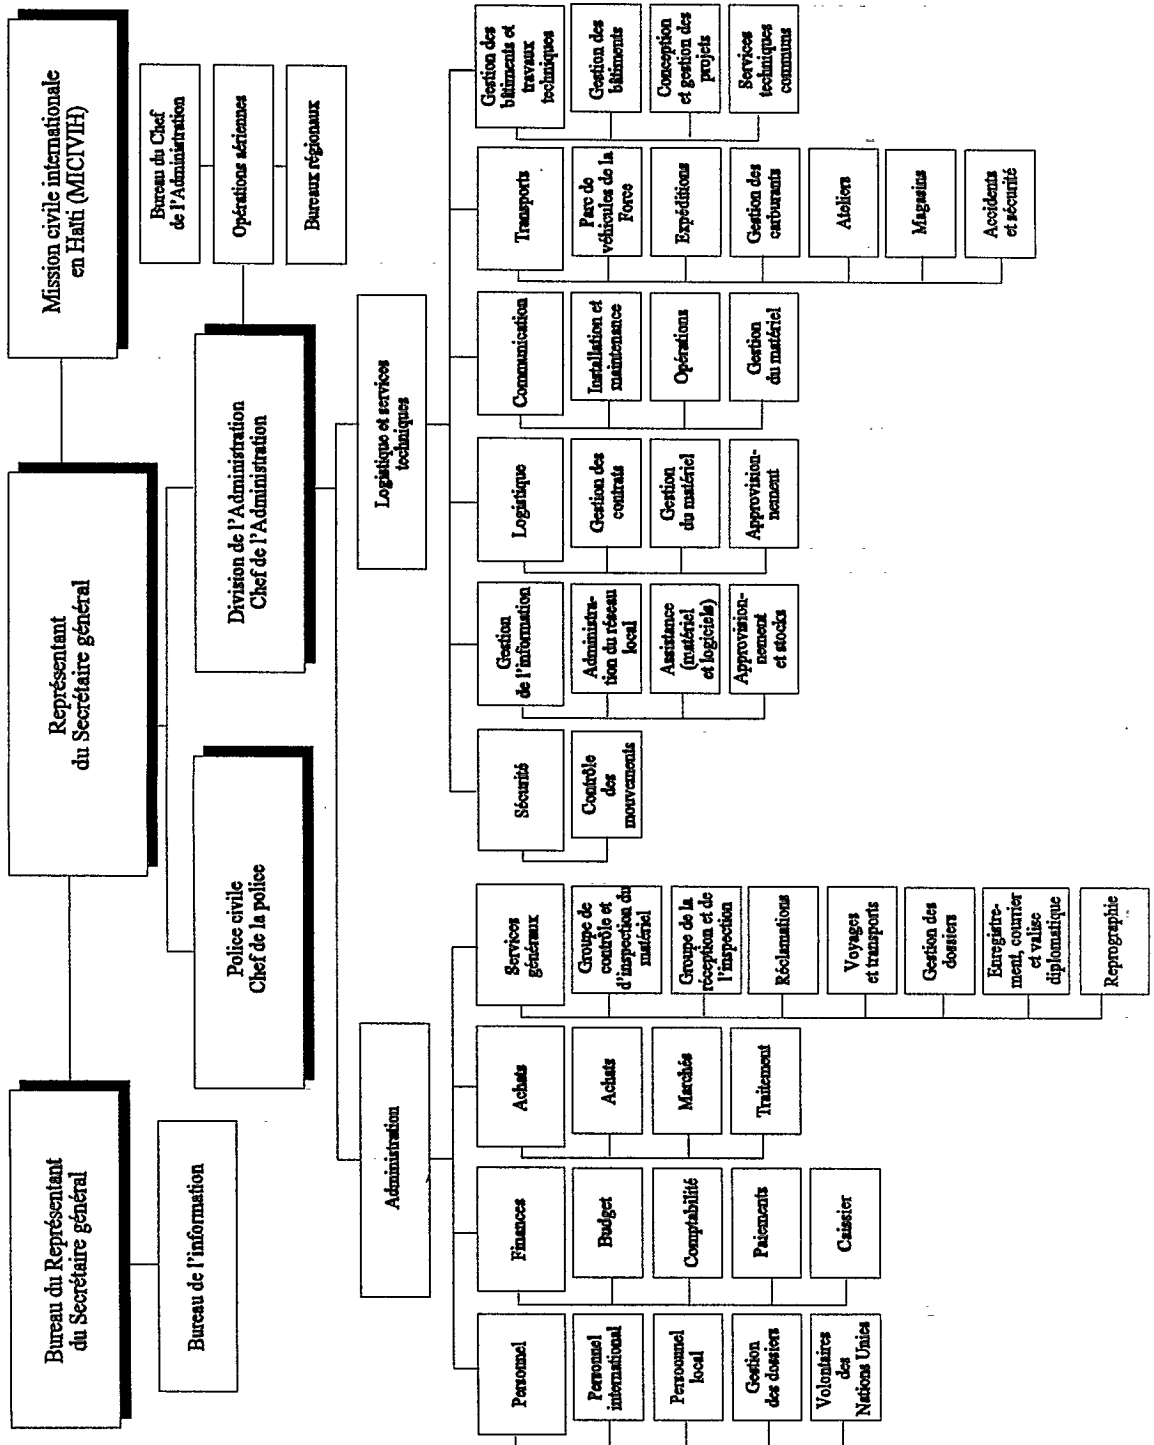 Bureau du Représentant
du Secrétaire général
Représentant
du Secrétaire général
Mission civile internationale
en Haïti (MICIVIH)
Bureau de l'information
Police civile
Chef de la police
Division de l'Administration
Chef de l'Administration
Bureau du Chef
de l'Administration
Opérations aériennes
Bureaux régionaux
Administration
Logistique et services
techniques
Personnel
Personnel
international
Personnel
local
Gestion
des dossiers
Volontaires
des
Nations Unies
Finances
Budget
Comptabilité
Paiements
Caissier
Achats
Achats
Marchés
Traitement
Services
généraux
Groupe de
contrôle et
d'inspection du
matériel
Groupe de la
réception et de
l'inspection
Réclamations
Voyages
et transports
Gestion des
dossiers
Enregistre-
ment, courrier
et valise
diplomatique
Reprographie
Sécurité
Contrôle
des
mouvements
Gestion
de l'information
Administra-
tion du réseau
local
Assistance
(matériel
et logiciels)
Approvision-
nement
et stocks
Logistique
Gestion des
contrats
Gestion
du matériel
Approvision-
nement
Communication
Installation et
maintenance
Opérations
Gestion
du matériel
Transports
Parc de
véhicules de la
Force
Expéditions
Gestion des
carburants
Ateliers
Magasins
Accidents
et sécurité
Gestion des
bâtiments et
travaux
techniques
Gestion des
bâtiments
Conception
et gestion des
projets
Services
techniques
communs